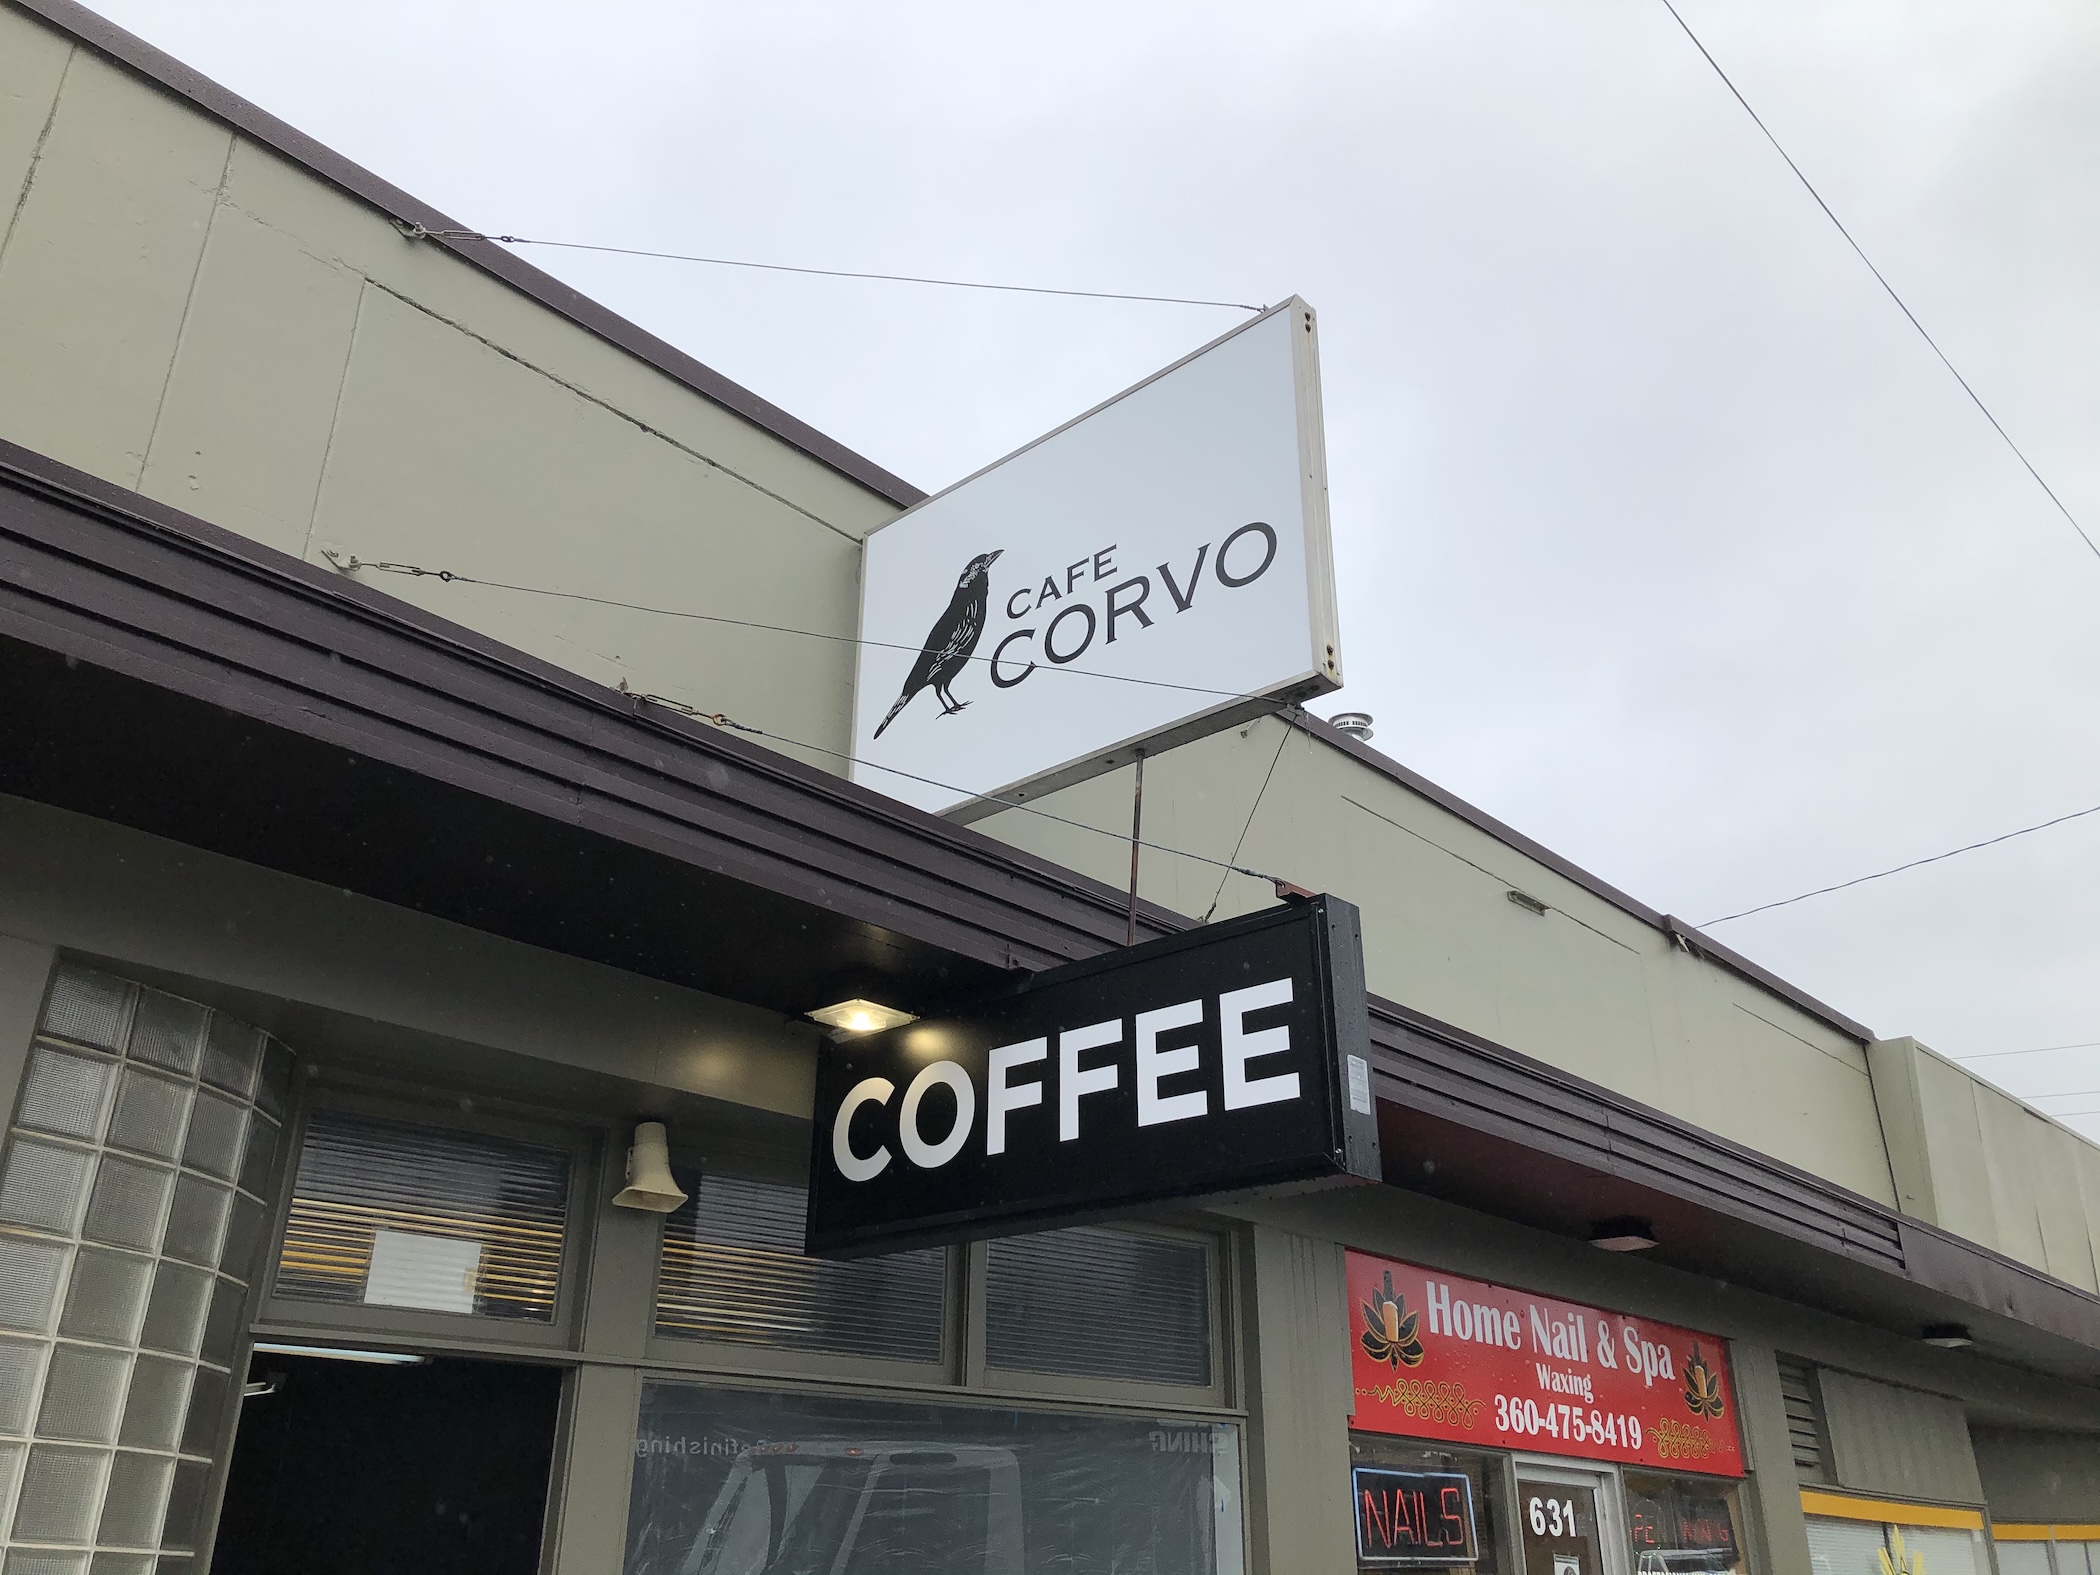 CAFE
CORVO
COFFEE
Home Nail & Spa
Waxing
360-475-8419
NAILS
631